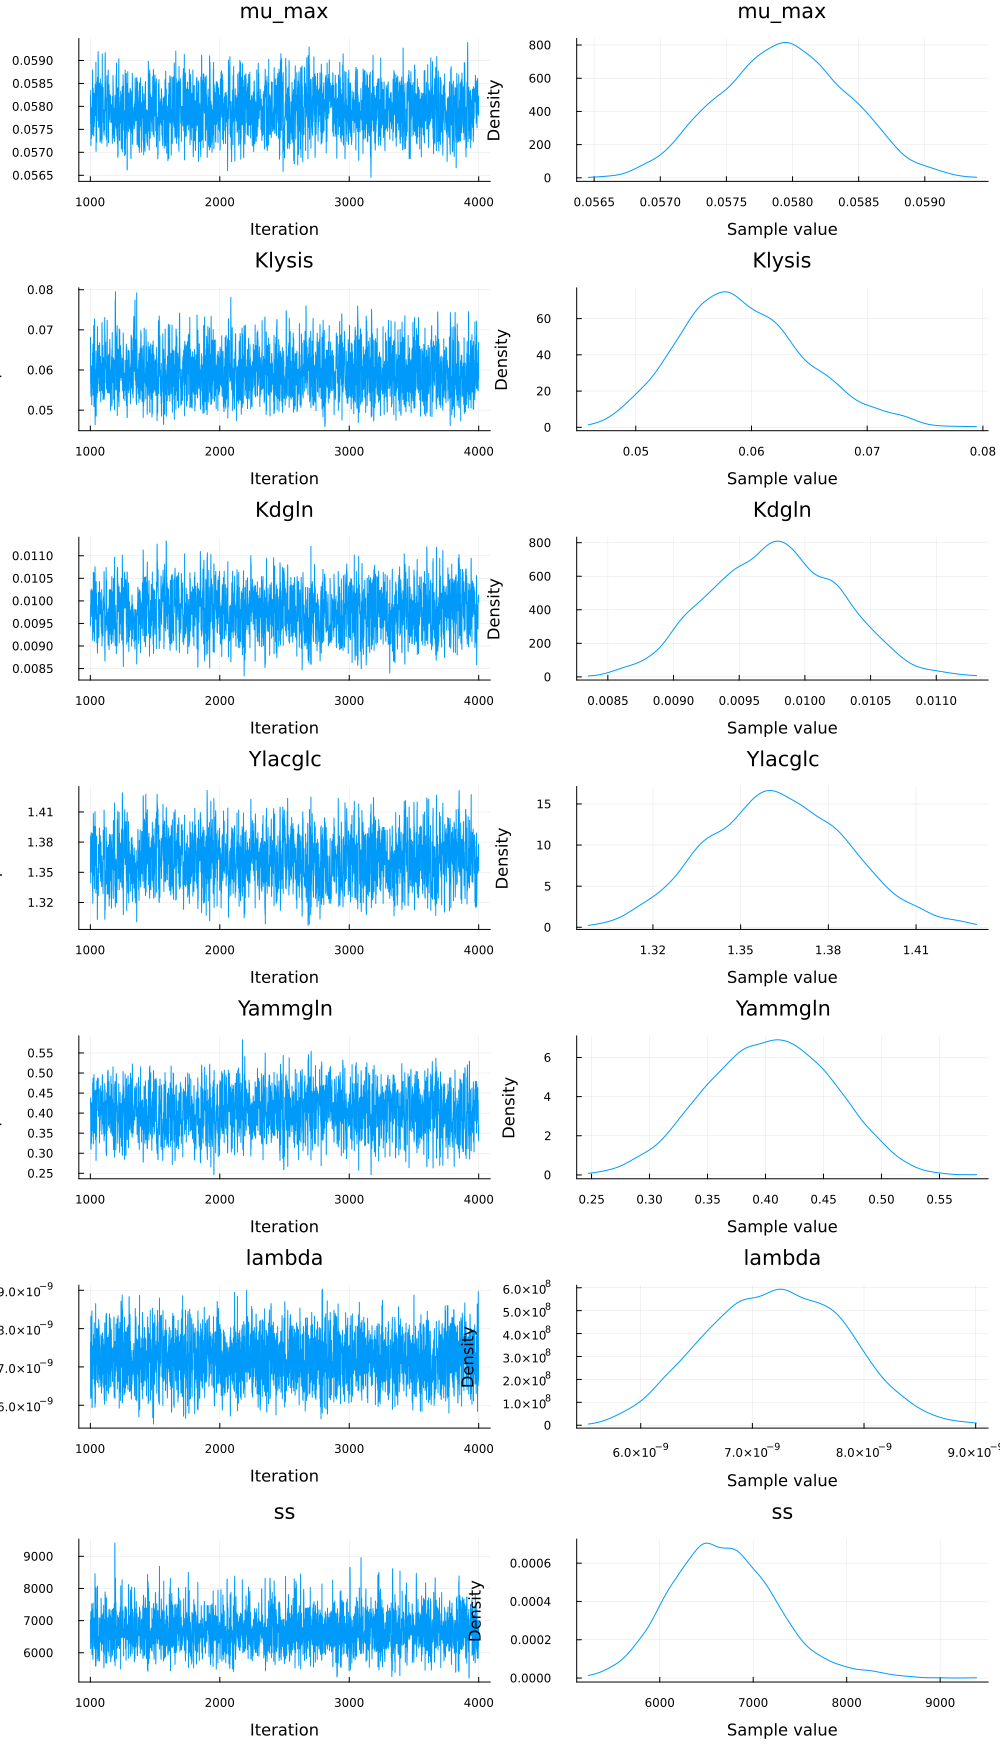 mu_max
mu_max
0.0590
0.0585
0.0580
0.0575
0.0570
0.0565
1000 2000 3000 4000
Iteration
Density
800
600
400
200
0
0.0565 0.0570 0.0575 0.0580 0.0585 0.0590
Sample value
Klysis
Klysis
0.08
0.07
0.06
0.05
1000 2000 3000 4000
Iteration
Density
60
40
20
0
0.05 0.06 0.07 0.08
Sample value
Kdgln
Kdgln
0.0110
0.0105
0.0100
0.0095
0.0090
0.0085
1000 2000 3000 4000
Iteration
Density
800
600
400
200
0
0.0085 0.0090 0.0095 0.0100 0.0105 0.0110
Sample value
Ylacglc
Ylacglc
1.41
1.38
1.35
1.32
1000 2000 3000 4000
Iteration
Density
15
10
5
0
1.32 1.35 1.38 1.41
Sample value
Yammgln
Yammgln
0.55
0.50
0.45
0.40
0.35
0.30
0.25
1000 2000 3000 4000
Iteration
Density
6
4
2
0
0.25 0.30 0.35 0.40 0.45 0.50 0.55
Sample value
lambda
lambda
9.0×10⁻⁹
8.0×10⁻⁹
7.0×10⁻⁹
6.0×10⁻⁹
1000 2000 3000 4000
Iteration
Density
6.0×10⁸
5.0×10⁸
4.0×10⁸
3.0×10⁸
2.0×10⁸
1.0×10⁸
0
6.0×10⁻⁹ 7.0×10⁻⁹ 8.0×10⁻⁹ 9.0×10⁻⁹
Sample value
ss
ss
9000
8000
7000
6000
1000 2000 3000 4000
Iteration
Density
0.0006
0.0004
0.0002
0.0000
6000 7000 8000 9000
Sample value